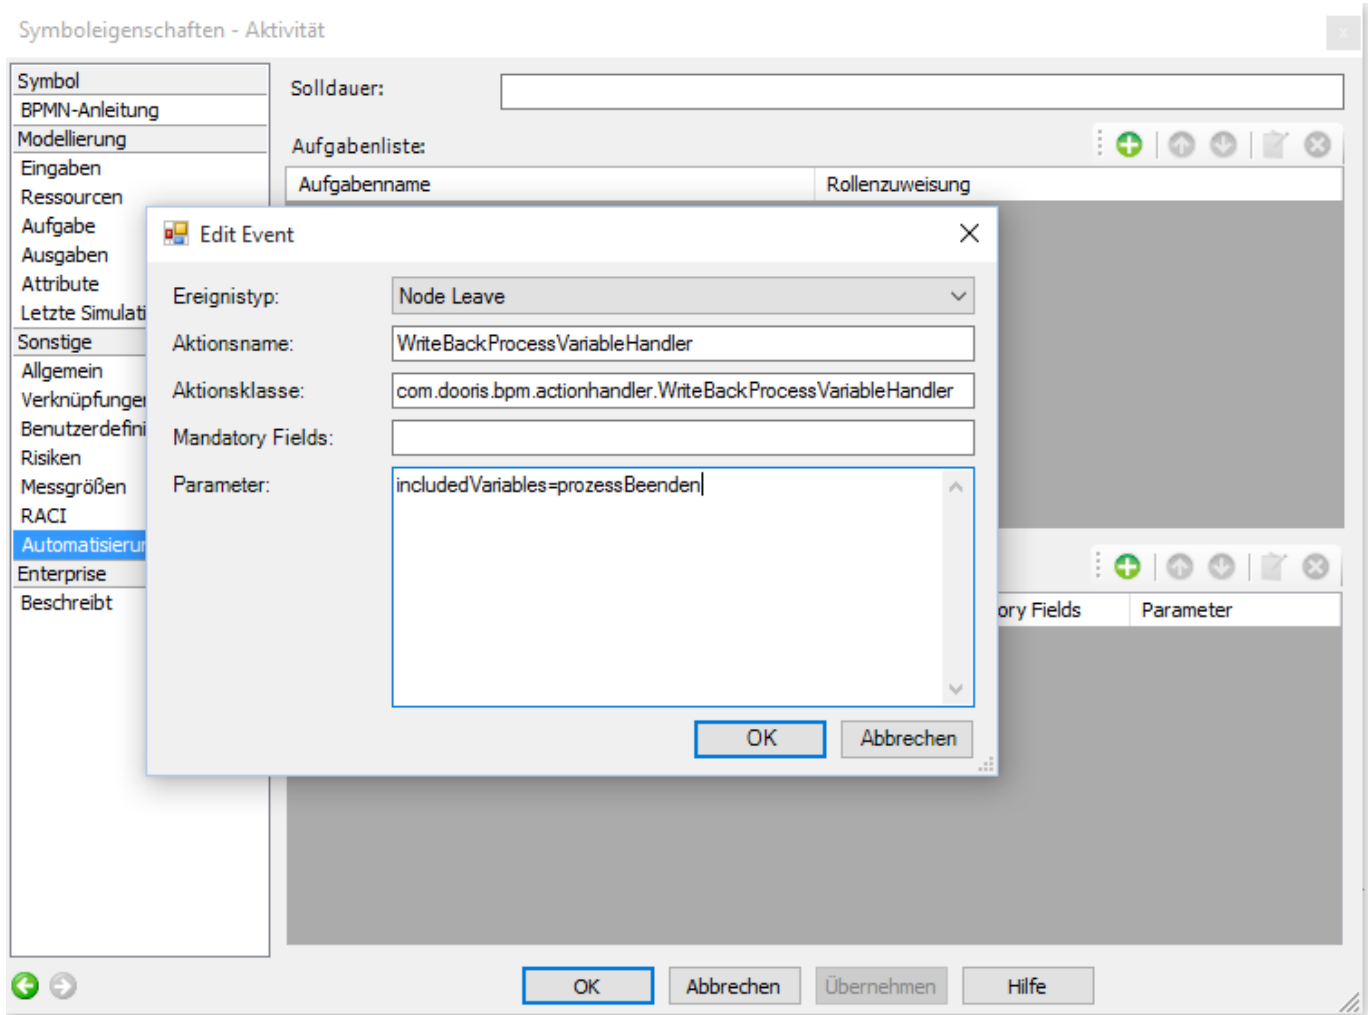 Symboleigenschaften - Aktivität
x
Symbol
BPMN-Anleitung
Modellierung
Eingaben
Ressourcen
Aufgabe
Ausgaben
Attribute
Letzte Simulati
Sonstige
Allgemein
Verknüpfunge
Benutzerdefini
Risiken
Messgrößen
RACI
Automatisierun
Enterprise
Beschreibt
Solldauer:
Aufgabenliste:
Aufgabenname Rollenzuweisung
Edit Event
Ereignistyp: Node Leave
Aktionsname: WriteBackProcessVariableHandler
Aktionsklasse: com.dooris.bpm.actionhandler.WriteBackProcessVariableHandler
Mandatory Fields:
Parameter: includedVariables=prozessBeenden
OK Abbrechen
ory Fields Parameter
OK Abbrechen Übernehmen Hilfe